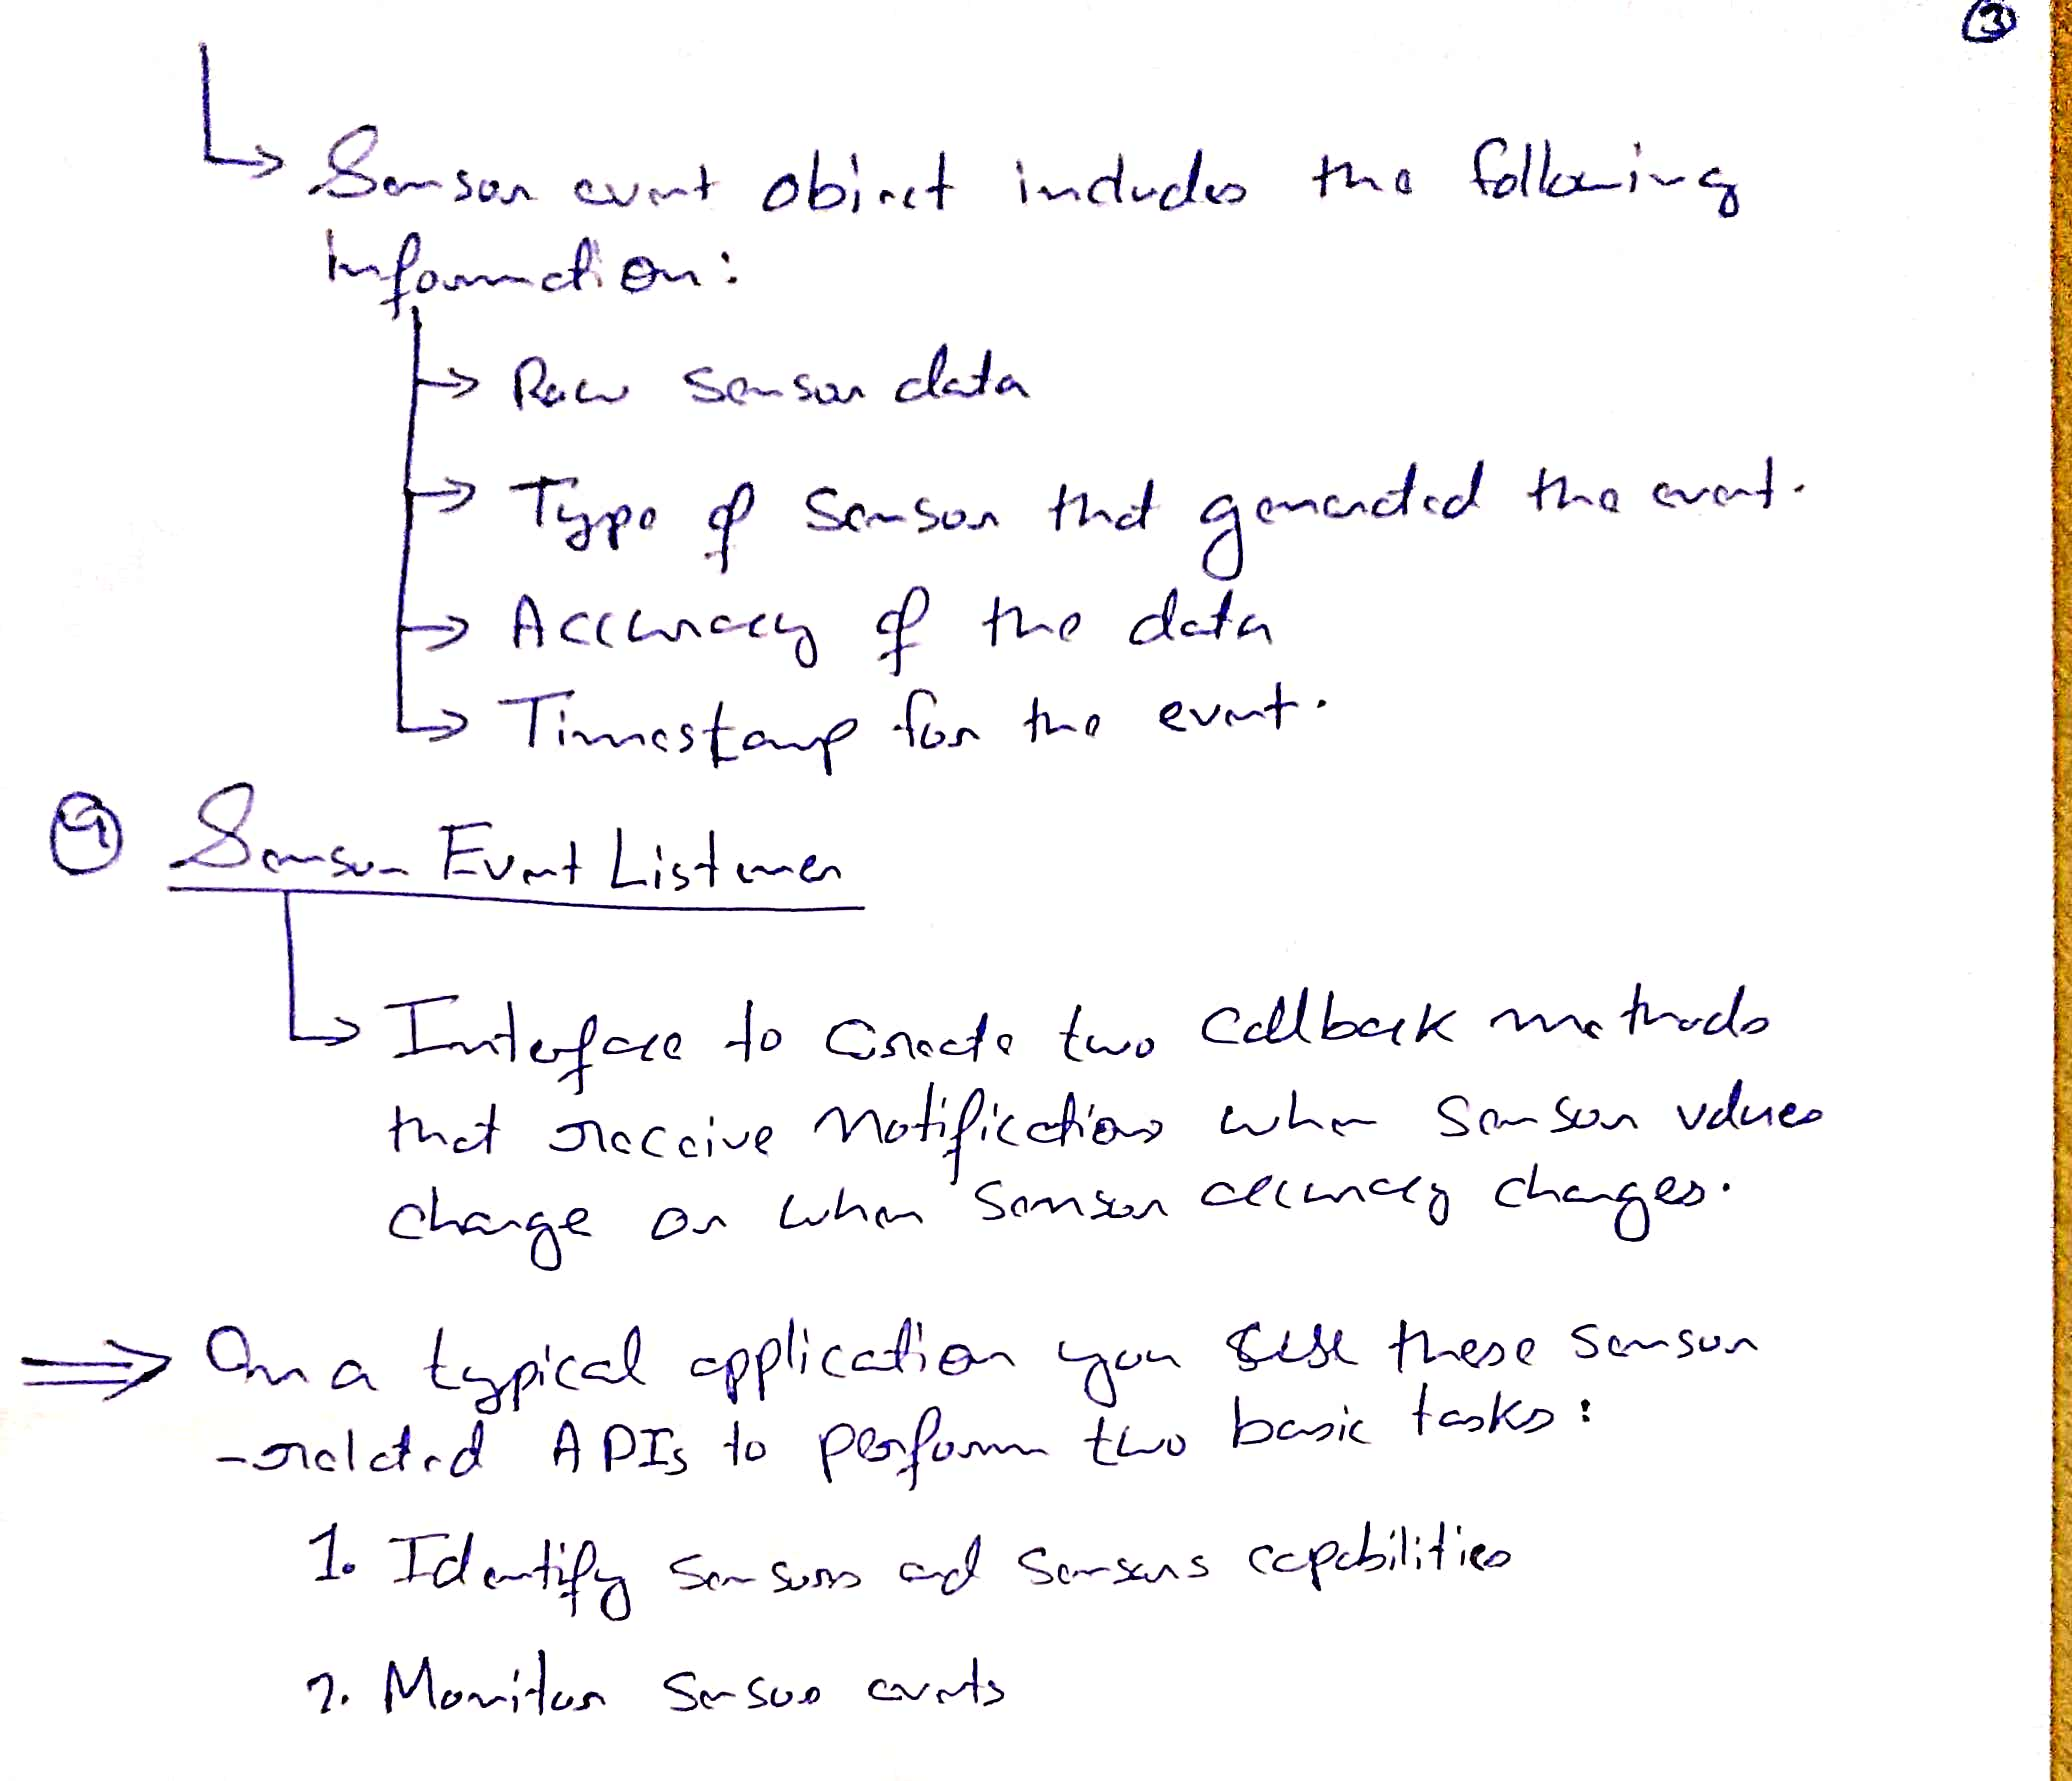 ③
↳ Sensor event object includes the following
Information:
→ Raw sensor data
→ Type of sensor that generated the event.
→ Accuracy of the data
↳ Timestamp for the event.
④ Sensor Event Listener
↳ Interface to create two callback methods
that receive notifications when sensor values
change or when sensor accuracy changes.
⇒ On a typical application you use these sensor
-related APIs to perform two basic tasks:
1. Identify sensors and sensors capabilities
2. Monitor sensor events